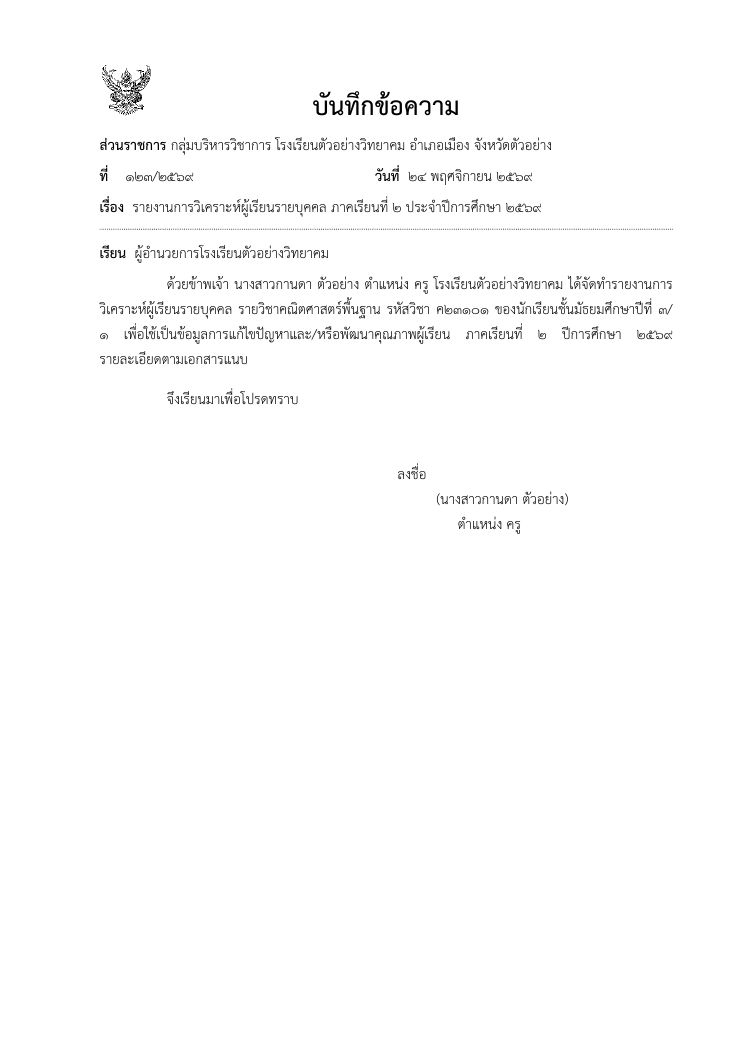 บันทึกข้อความ
ส่วนราชการ กลุ่มบริหารวิชาการ โรงเรียนตัวอย่างวิทยาคม อำเภอเมือง จังหวัดตัวอย่าง
ที่ ๑๒๓/๒๕๖๙ วันที่ ๒๔ พฤศจิกายน ๒๕๖๙
เรื่อง รายงานการวิเคราะห์ผู้เรียนรายบุคคล ภาคเรียนที่ ๒ ประจำปีการศึกษา ๒๕๖๙
เรียน ผู้อำนวยการโรงเรียนตัวอย่างวิทยาคม
ด้วยข้าพเจ้า นางสาวกานดา ตัวอย่าง ตำแหน่ง ครู โรงเรียนตัวอย่างวิทยาคม ได้จัดทำรายงานการ
วิเคราะห์ผู้เรียนรายบุคคล รายวิชาคณิตศาสตร์พื้นฐาน รหัสวิชา ค๒๓๑๐๑ ของนักเรียนชั้นมัธยมศึกษาปีที่ ๓/
๑ เพื่อใช้เป็นข้อมูลการแก้ไขปัญหาและ/หรือพัฒนาคุณภาพผู้เรียน ภาคเรียนที่ ๒ ปีการศึกษา ๒๕๖๙
รายละเอียดตามเอกสารแนบ
จึงเรียนมาเพื่อโปรดทราบ
ลงชื่อ
(นางสาวกานดา ตัวอย่าง)
ตำแหน่ง ครู